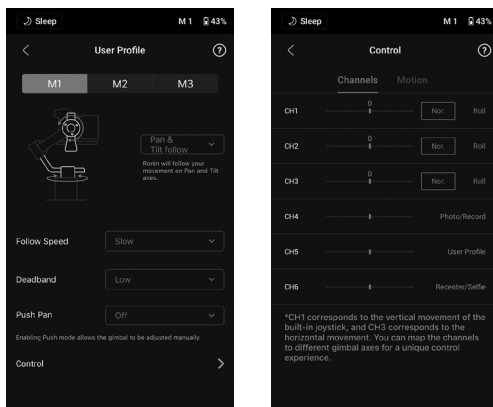 Sleep
M 1
43%
User Profile
?
M1
M2
M3
Pan &
Tilt follow
Ronin will follow your
movement on Pan and Tilt
axes.
Follow Speed
Slow
Deadband
Low
Push Pan
Off
Enabling Push mode allows the gimbal to be adjusted manually
Control
Sleep
M 1
43%
Control
?
Channels
Motion
CH1
0
Nor.
Roll
CH2
0
Nor.
Roll
CH3
0
Nor.
Roll
CH4
Photo/Record
CH5
User Profile
CH6
Recenter/Selfie
*CH1 corresponds to the vertical movement of the
built-in joystick, and CH3 corresponds to the
horizontal movement. You can map the channels
to different gimbal axes for a unique control
experience.